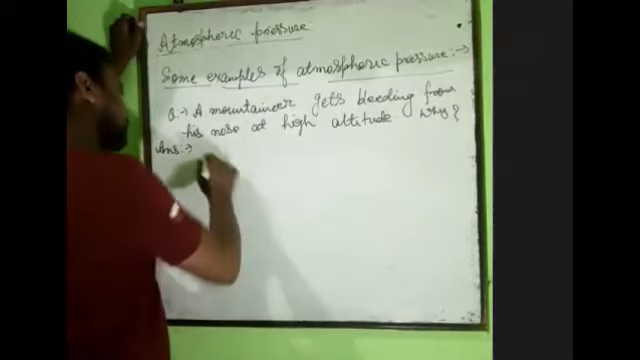 Atmospheric pressure
Some examples of atmospheric pressure:→
Q:→ A mountaineer gets bleeding from
his nose at high altitude. Why?
Ans:→